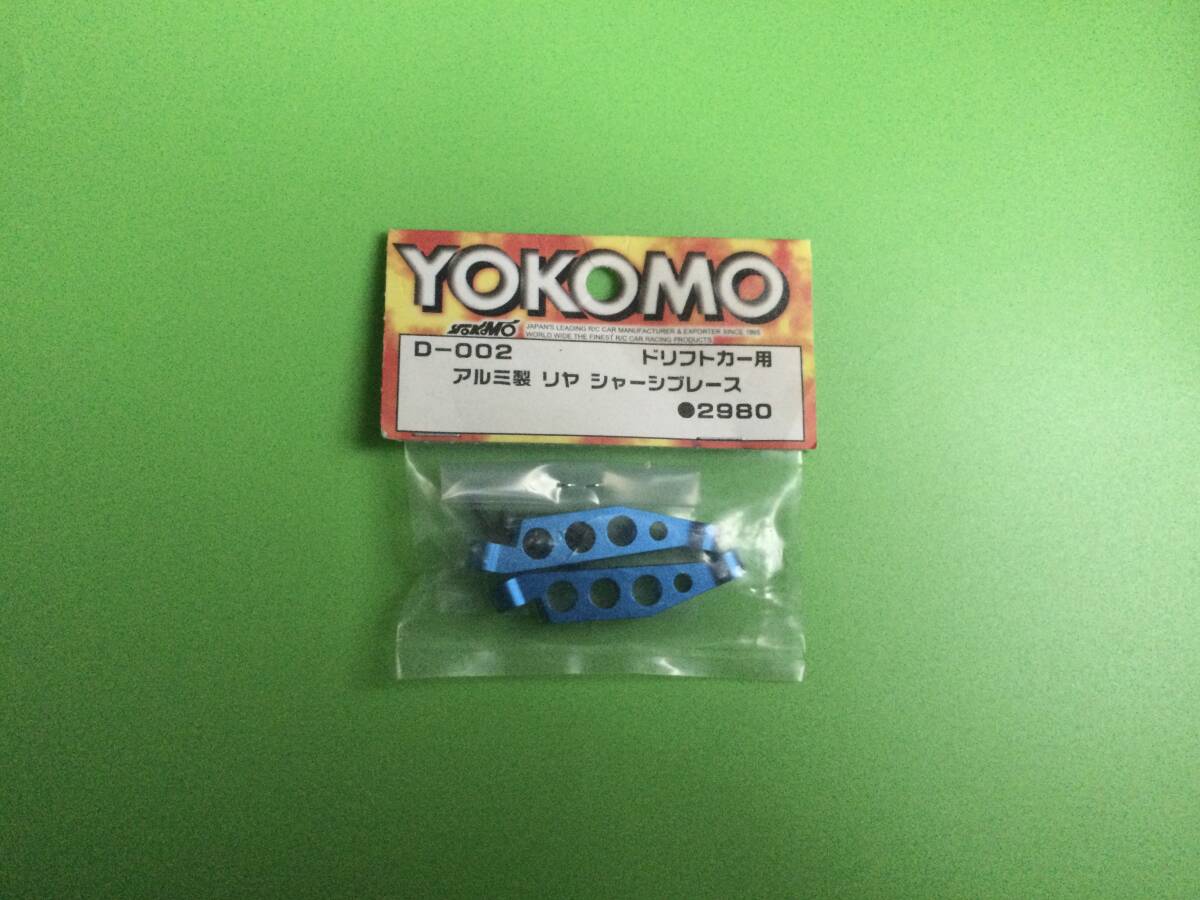 YOKOMO
YOKOMO JAPAN'S LEADING R/C CAR MANUFACTURER & EXPORTER SINCE 1965
WORLD WIDE THE FINEST R/C CAR RACING PRODUCTS
D-002 ドリフトカー用
アルミ製 リヤ シャーシブレース
●2980